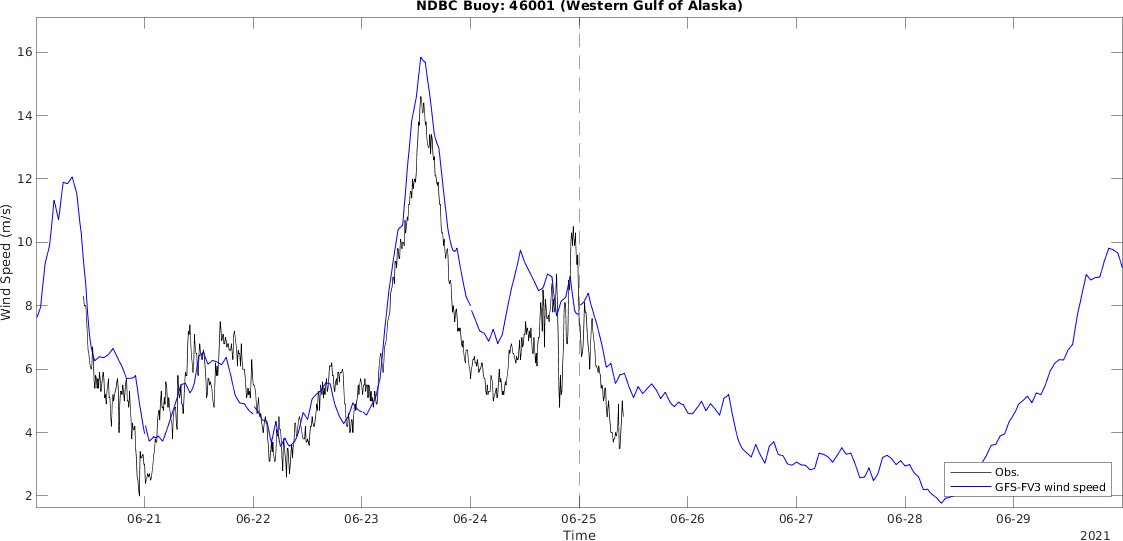 NDBC Buoy: 46001 (Western Gulf of Alaska)
Wind Speed (m/s)
16
14
12
10
8
6
4
2
06-21 06-22 06-23 06-24 06-25 06-26 06-27 06-28 06-29
Time
2021
Obs.
GFS-FV3 wind speed